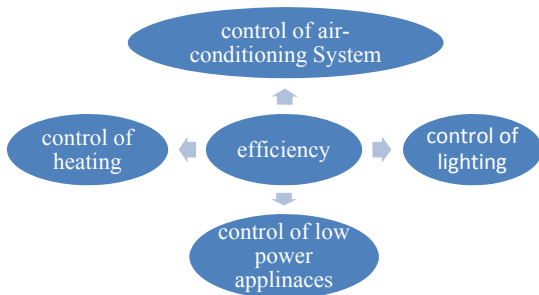 control of air-
conditioning System
control of
heating
efficiency
control of
lighting
control of low
power
applinaces